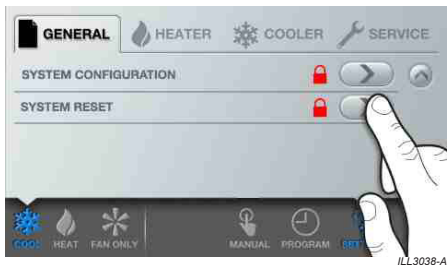 GENERAL HEATER COOLER SERVICE
SYSTEM CONFIGURATION
SYSTEM RESET
COOL HEAT FAN ONLY MANUAL PROGRAM
ILL3038-A